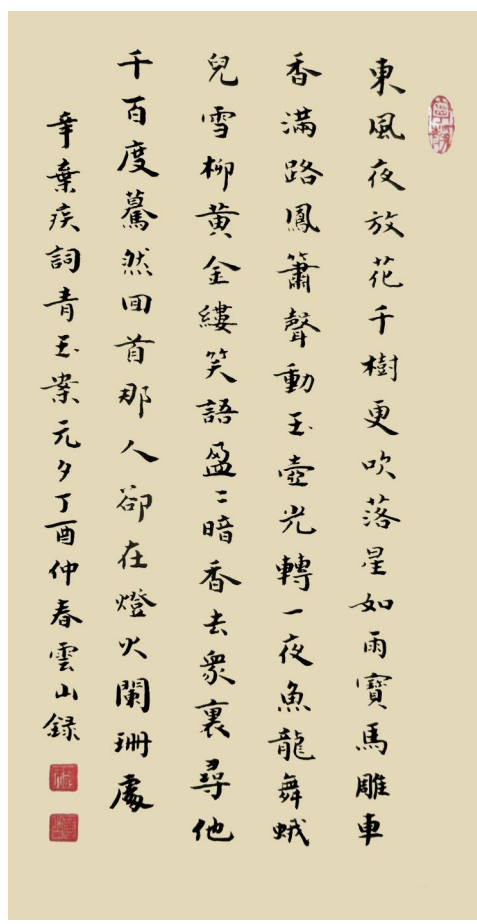 東風夜放花千樹更吹落星如雨寶馬雕車
香滿路鳳簫聲動玉壺光轉一夜魚龍舞蛾
兒雪柳黃金縷笑語盈〻暗香去衆裏尋他
千百度驀然回首那人卻在燈火闌珊處
辛棄疾詞青玉案元夕丁酉仲春雲山錄